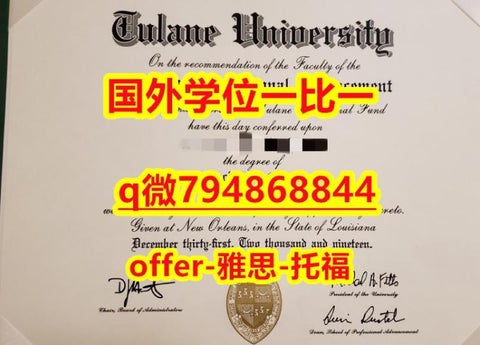 Tulane University
On the recommendation of the Faculty of the
国外学位一比一
have this day conferred upon
the degree of
q微794868844
Given at New Orleans, in the State of Louisiana
December thirty-first, Two thousand and nineteen.
offer-雅思-托福
Chair, Board of Administrators
President of the University
Dean, School of Professional Advancement